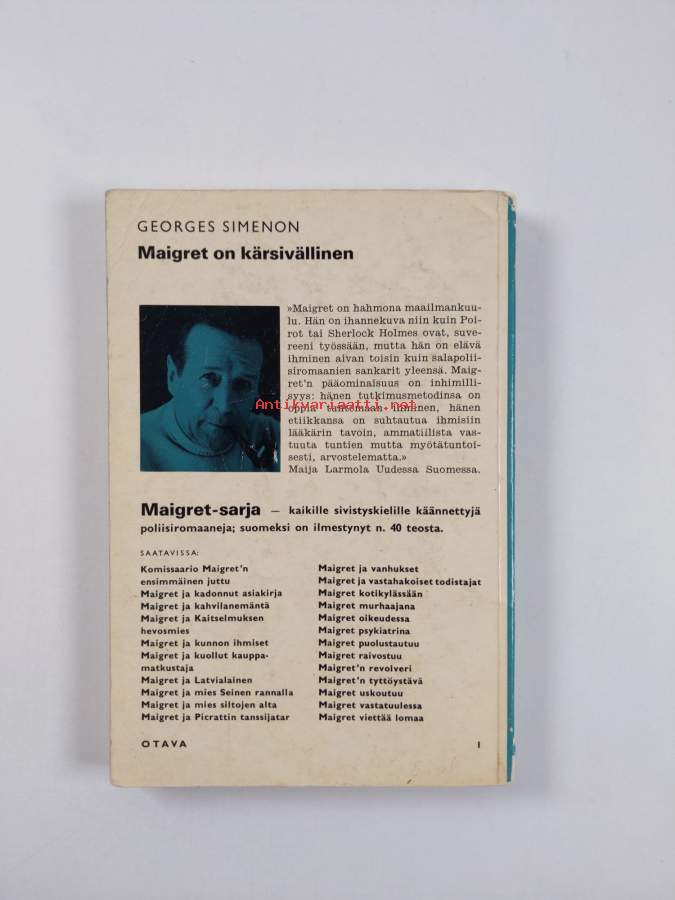 GEORGES SIMENON
Maigret on kärsivällinen
»Maigret on hahmona maailmankuu-
lu. Hän on ihannekuva niin kuin Poi-
rot tai Sherlock Holmes ovat, suve-
reeni työssään, mutta hän on elävä
ihminen aivan toisin kuin salapolii-
siromaanien sankarit yleensä. Maig-
ret'n pääominaisuus on inhimilli-
syys: hänen tutkimusmetodinsa on
oppia tuntemaan ihminen, hänen
etiikkansa on suhtautua ihmisiin
lääkärin tavoin, ammatillista vas-
tuuta tuntien mutta myötätuntoi-
sesti, arvostelematta.»
Maija Larmola Uudessa Suomessa.
Antikvariaatti.net
Maigret-sarja — kaikille sivistyskielille käännettyjä
poliisiromaaneja; suomeksi on ilmestynyt n. 40 teosta.
SAATAVISSA:
Komissaario Maigret'n
ensimmäinen juttu
Maigret ja kadonnut asiakirja
Maigret ja kahvilanemäntä
Maigret ja Kaitselmuksen
hevosmies
Maigret ja kunnon ihmiset
Maigret ja kuollut kauppa-
matkustaja
Maigret ja Latvialainen
Maigret ja mies Seinen rannalla
Maigret ja mies siltojen alta
Maigret ja Picrattin tanssijatar
Maigret ja vanhukset
Maigret ja vastahakoiset todistajat
Maigret kotikylässään
Maigret murhaajana
Maigret oikeudessa
Maigret psykiatrina
Maigret puolustautuu
Maigret raivostuu
Maigret'n revolveri
Maigret'n tyttöystävä
Maigret uskoutuu
Maigret vastatuulessa
Maigret viettää lomaa
OTAVA
1